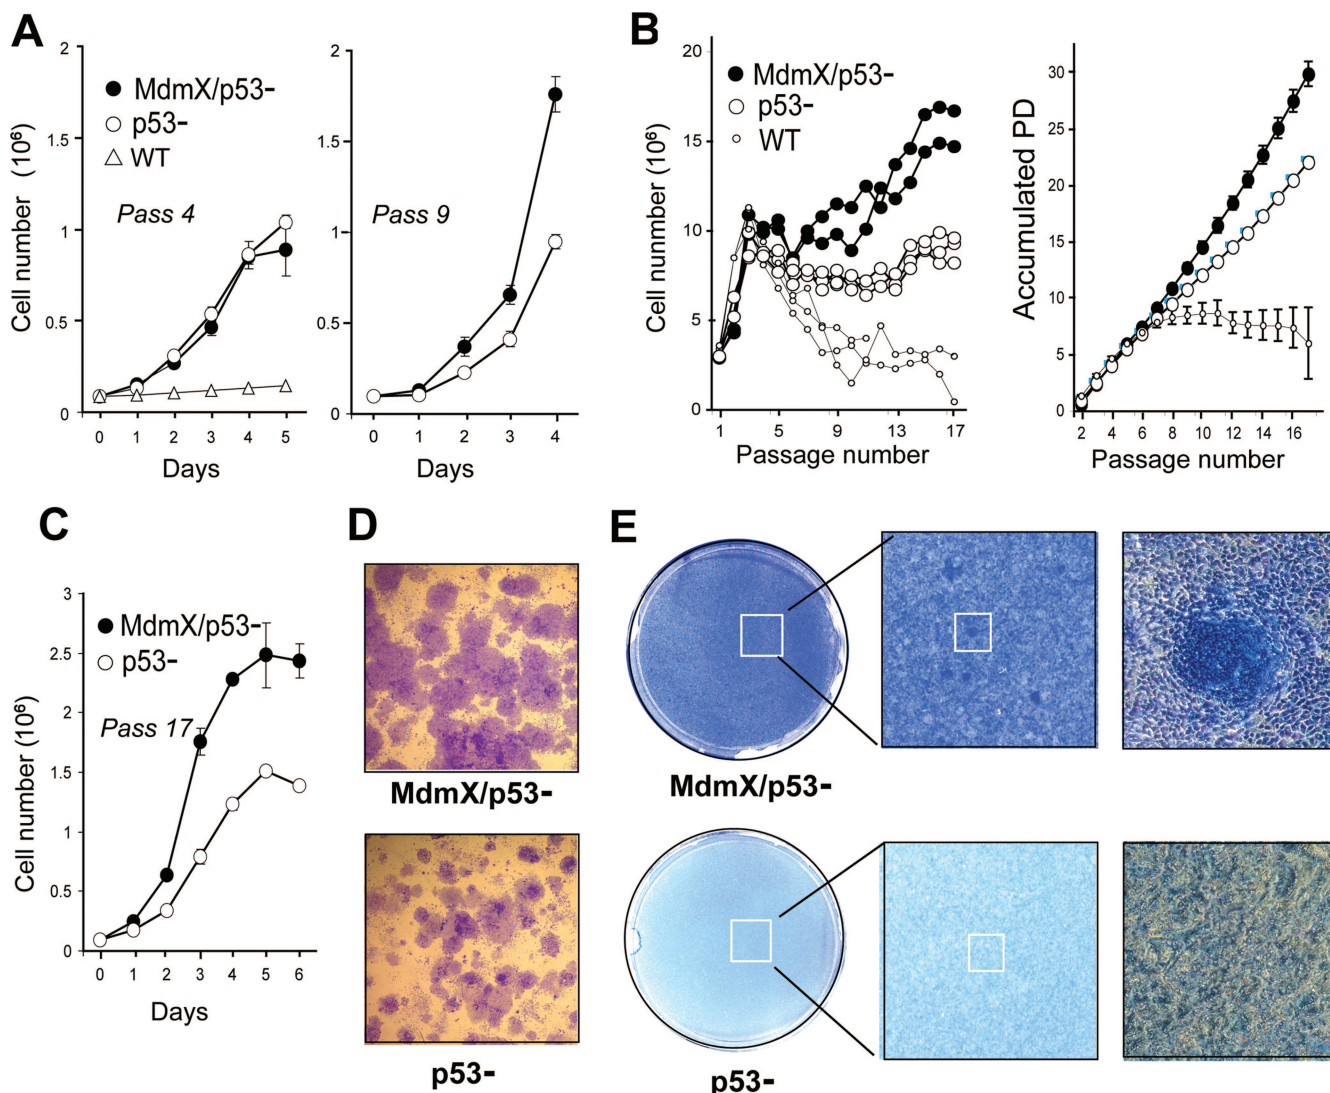 A
2
1.5
1
0.5
0
Cell number (10⁶)
MdmX/p53-
p53-
WT
Pass 4
0 1 2 3 4 5
Days
2
1.5
1
0.5
0
Pass 9
0 1 2 3 4
Days
B
20
15
10
5
0
Cell nunmber (10⁶)
MdmX/p53-
p53-
WT
1 5 9 13 17
Passage number
30
25
20
15
10
5
0
Accumulated PD
2 4 6 8 10 12 14 16
Passage number
C
3
2.5
2
1.5
1
0.5
0
Cell number (10⁶)
MdmX/p53-
p53-
Pass 17
0 1 2 3 4 5 6
Days
D
MdmX/p53-
p53-
E
MdmX/p53-
p53-